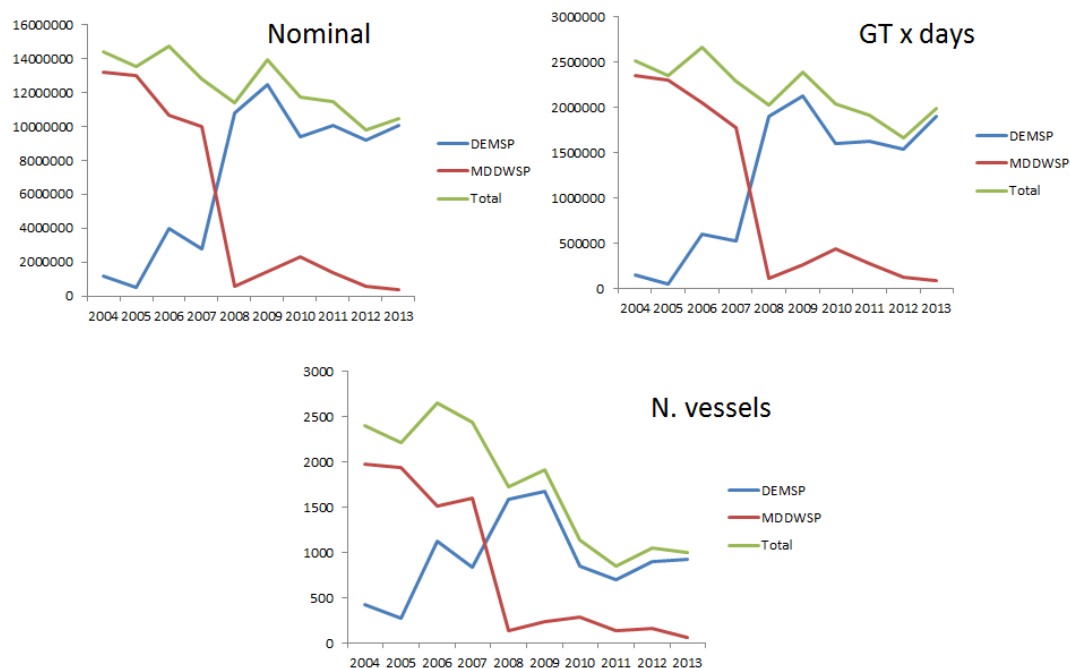 Nominal
16000000
14000000
12000000
10000000
8000000
6000000
4000000
2000000
0
2004 2005 2006 2007 2008 2009 2010 2011 2012 2013
DEMSP
MDDWSP
Total
GT x days
3000000
2500000
2000000
1500000
1000000
500000
0
2004 2005 2006 2007 2008 2009 2010 2011 2012 2013
DEMSP
MDDWSP
Total
N. vessels
3000
2500
2000
1500
1000
500
0
2004 2005 2006 2007 2008 2009 2010 2011 2012 2013
DEMSP
MDDWSP
Total